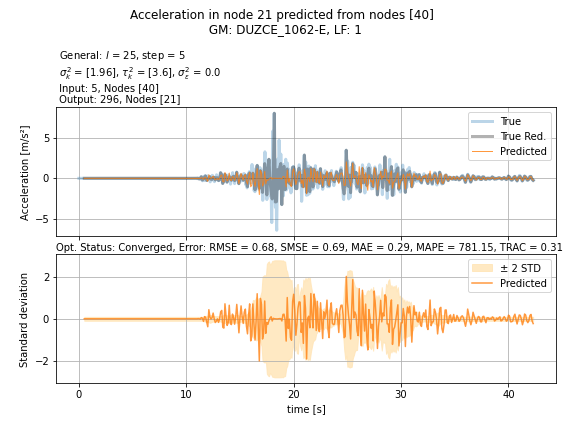 Acceleration in node 21 predicted from nodes [40]
GM: DUZCE_1062-E, LF: 1
General: l = 25, step = 5
σ²ₖ = [1.96], τ²ₖ = [3.6], σ²ε = 0.0
Input: 5, Nodes [40]
Output: 296, Nodes [21]
Acceleration [m/s²]
5
0
−5
True
True Red.
Predicted
Opt. Status: Converged, Error: RMSE = 0.68, SMSE = 0.69, MAE = 0.29, MAPE = 781.15, TRAC = 0.31
Standard deviation
2
0
−2
± 2 STD
Predicted
0 10 20 30 40
time [s]